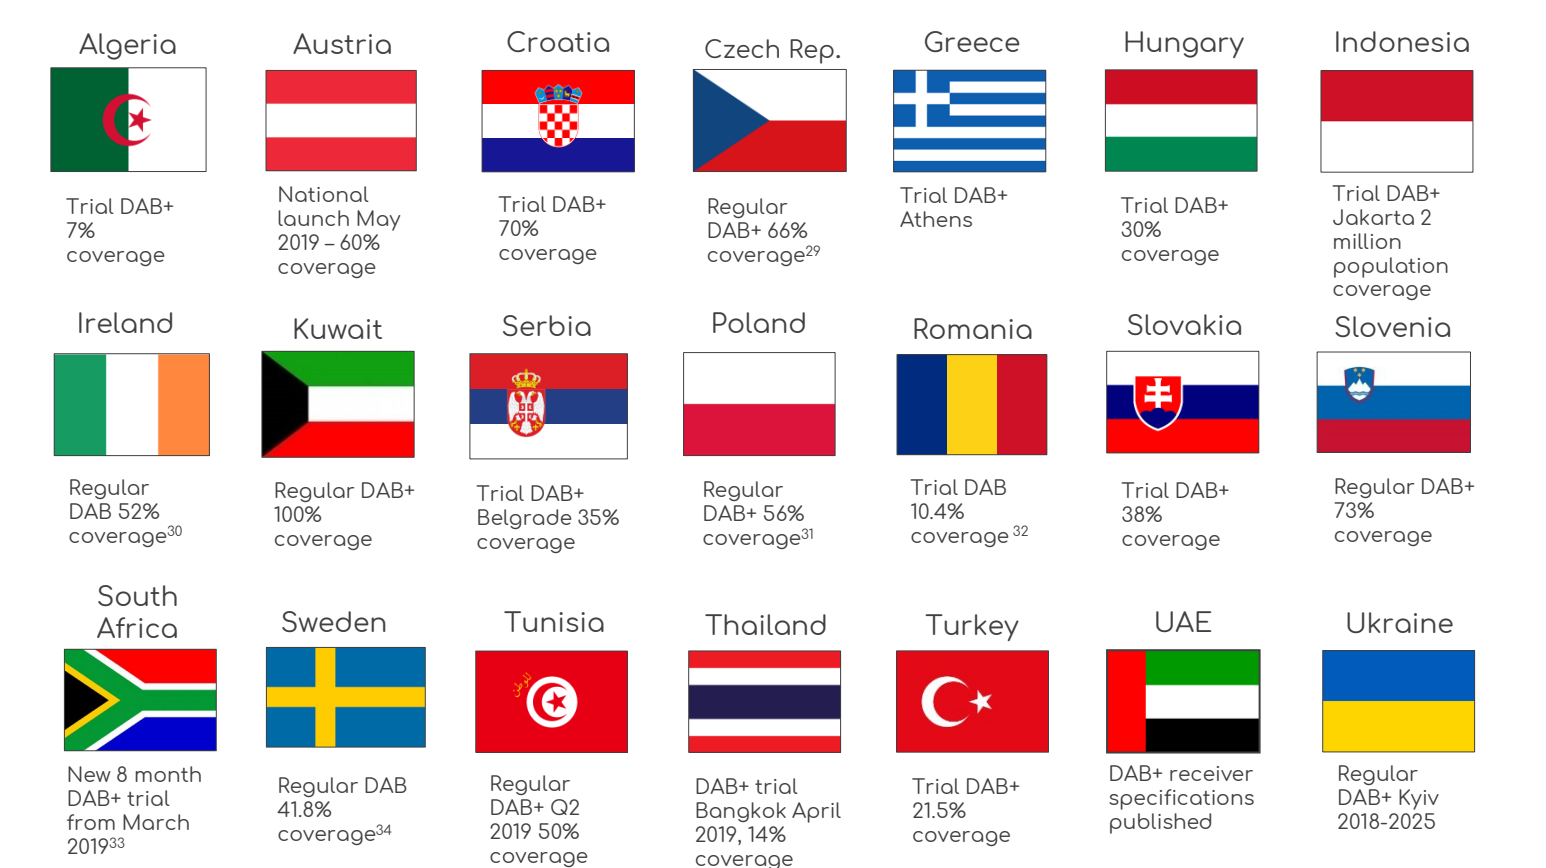 Algeria
Trial DAB+
7%
coverage
Austria
National
launch May
2019 – 60%
coverage
Croatia
Trial DAB+
70%
coverage
Czech Rep.
Regular
DAB+ 66%
coverage29
Greece
Trial DAB+
Athens
Hungary
Trial DAB+
30%
coverage
Indonesia
Trial DAB+
Jakarta 2
million
population
coverage
Ireland
Regular
DAB 52%
coverage30
Kuwait
Regular DAB+
100%
coverage
Serbia
Trial DAB+
Belgrade 35%
coverage
Poland
Regular
DAB+ 56%
coverage31
Romania
Trial DAB
10.4%
coverage 32
Slovakia
Trial DAB+
38%
coverage
Slovenia
Regular DAB+
73%
coverage
South
Africa
New 8 month
DAB+ trial
from March
201933
Sweden
Regular DAB
41.8%
coverage34
Tunisia
Regular
DAB+ Q2
2019 50%
coverage
Thailand
DAB+ trial
Bangkok April
2019, 14%
coverage
Turkey
Trial DAB+
21.5%
coverage
UAE
DAB+ receiver
specifications
published
Ukraine
Regular
DAB+ Kyiv
2018-2025